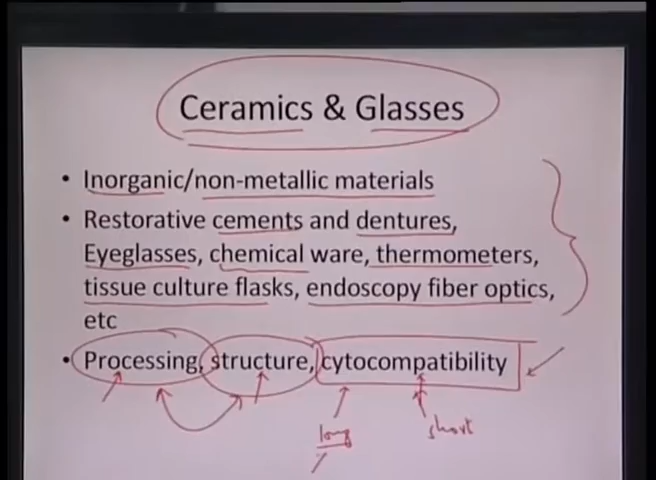 Ceramics & Glasses
• Inorganic/non-metallic materials
• Restorative cements and dentures,
Eyeglasses, chemical ware, thermometers,
tissue culture flasks, endoscopy fiber optics,
etc
• Processing, structure, cytocompatibility
long
short